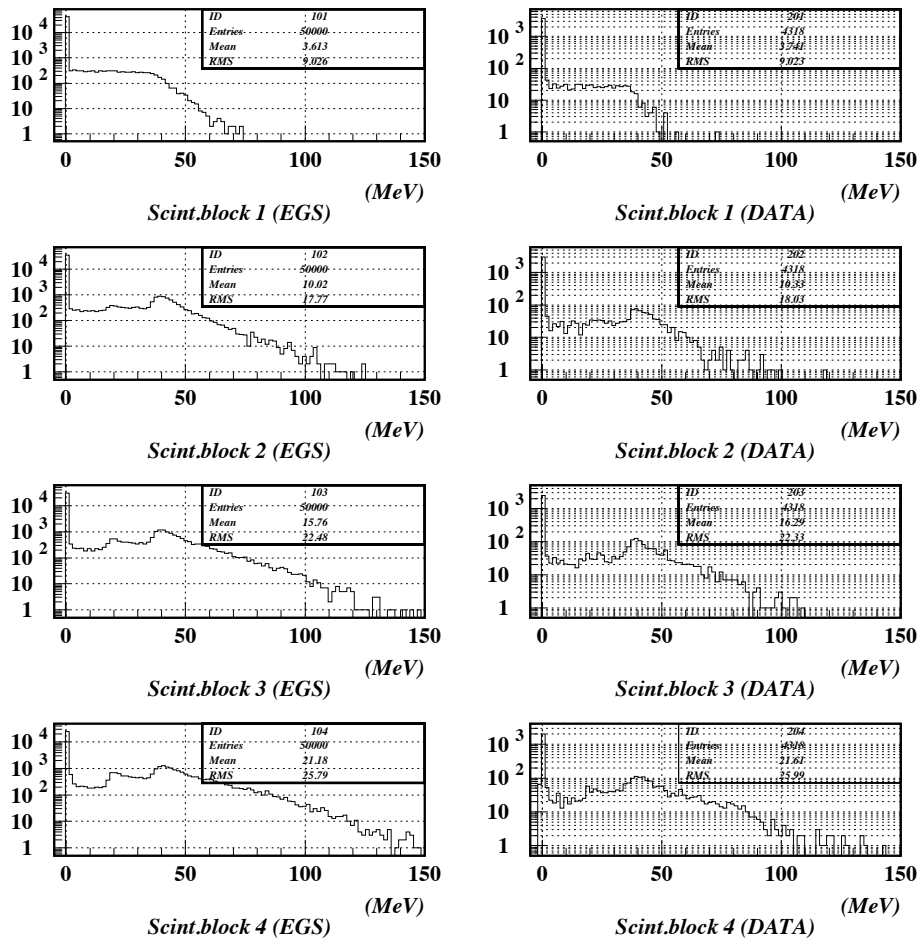 10 4
10 3
10 2
10
1
ID 101
Entries 50000
Mean 3.613
RMS 9.026
0 50 100 150
(MeV)
Scint.block 1 (EGS)
10 3
10 2
10
1
ID 201
Entries 4318
Mean 3.741
RMS 9.023
0 50 100 150
(MeV)
Scint.block 1 (DATA)
10 4
10 3
10 2
10
1
ID 102
Entries 50000
Mean 10.02
RMS 17.77
0 50 100 150
(MeV)
Scint.block 2 (EGS)
10 3
10 2
10
1
ID 202
Entries 4318
Mean 10.33
RMS 18.03
0 50 100 150
(MeV)
Scint.block 2 (DATA)
10 4
10 3
10 2
10
1
ID 103
Entries 50000
Mean 15.76
RMS 22.48
0 50 100 150
(MeV)
Scint.block 3 (EGS)
10 3
10 2
10
1
ID 203
Entries 4318
Mean 16.29
RMS 22.33
0 50 100 150
(MeV)
Scint.block 3 (DATA)
10 4
10 3
10 2
10
1
ID 104
Entries 50000
Mean 21.18
RMS 25.79
0 50 100 150
(MeV)
Scint.block 4 (EGS)
10 3
10 2
10
1
ID 204
Entries 4318
Mean 21.61
RMS 25.99
0 50 100 150
(MeV)
Scint.block 4 (DATA)